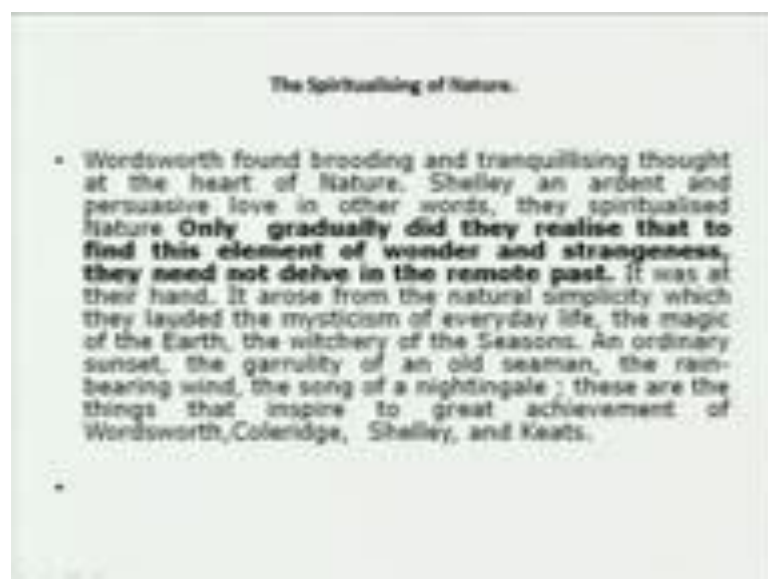 The Spiritualising of Nature.
• Wordsworth found brooding and tranquillising thought
at the heart of Nature. Shelley an ardent and
persuasive love in other words, they spiritualised
Nature Only gradually did they realise that to
find this element of wonder and strangeness,
they need not delve in the remote past. It was at
their hand. It arose from the natural simplicity which
they lauded the mysticism of everyday life, the magic
of the Earth, the witchery of the Seasons. An ordinary
sunset, the garrulity of an old seaman, the rain-
bearing wind, the song of a nightingale ; these are the
things that inspire to great achievement of
Wordsworth,Coleridge, Shelley, and Keats.
•